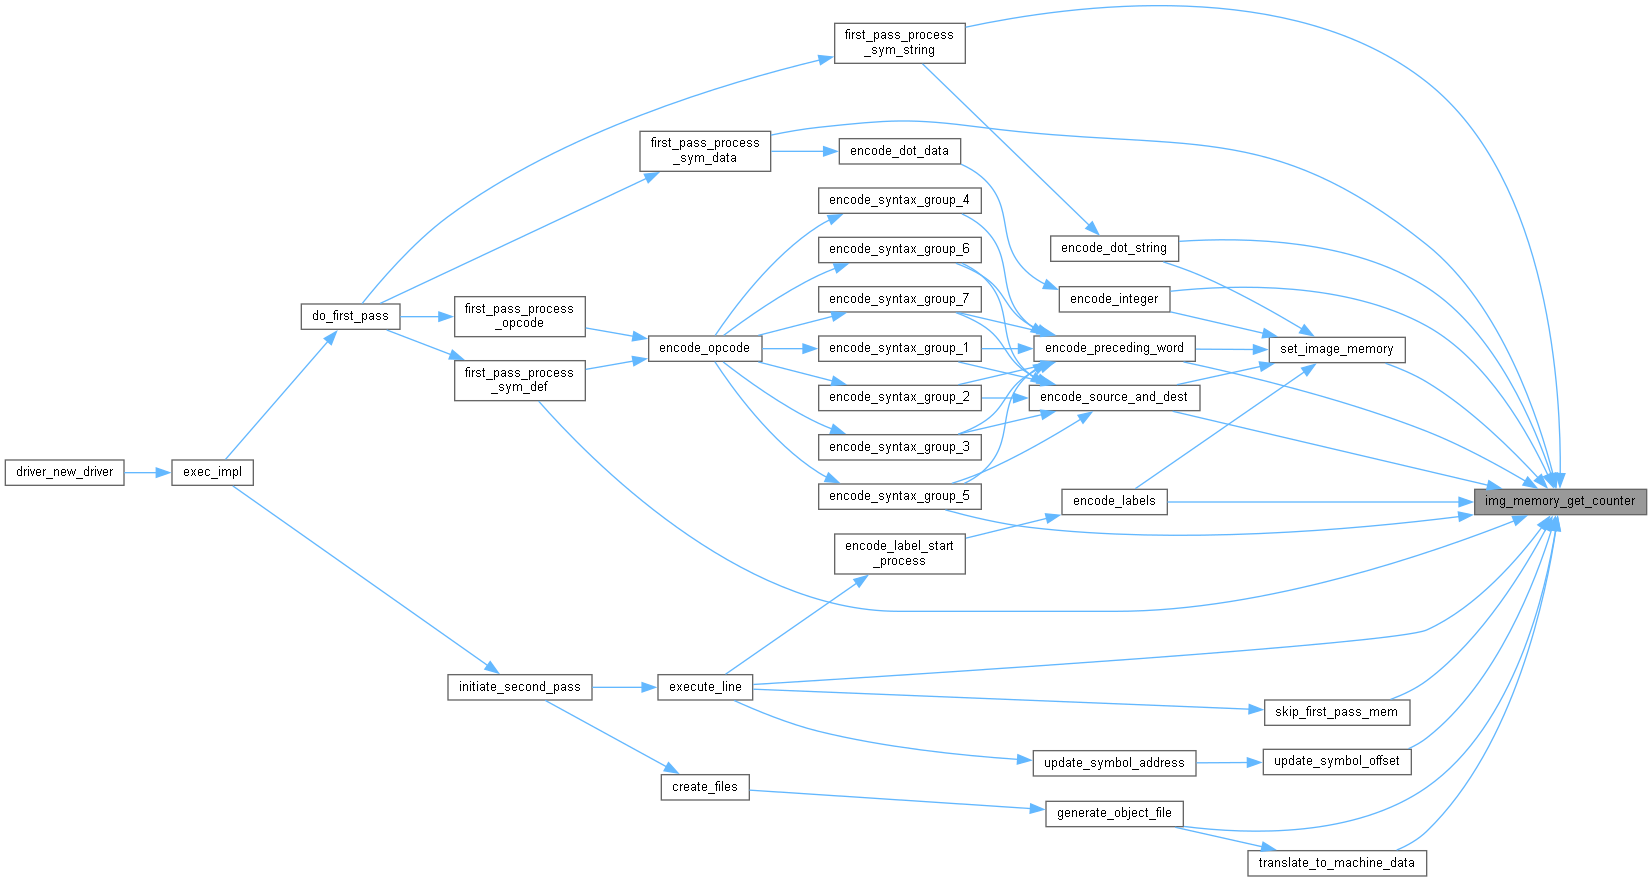 first_pass_process
_sym_string
first_pass_process
_sym_data
encode_dot_data
encode_syntax_group_4
encode_syntax_group_6
encode_dot_string
encode_syntax_group_7
encode_integer
do_first_pass
first_pass_process
_opcode
encode_opcode
encode_syntax_group_1
encode_preceding_word
set_image_memory
first_pass_process
_sym_def
encode_syntax_group_2
encode_source_and_dest
encode_syntax_group_3
driver_new_driver
exec_impl
encode_syntax_group_5
encode_labels
img_memory_get_counter
encode_label_start
_process
initiate_second_pass
execute_line
skip_first_pass_mem
update_symbol_address
update_symbol_offset
create_files
generate_object_file
translate_to_machine_data